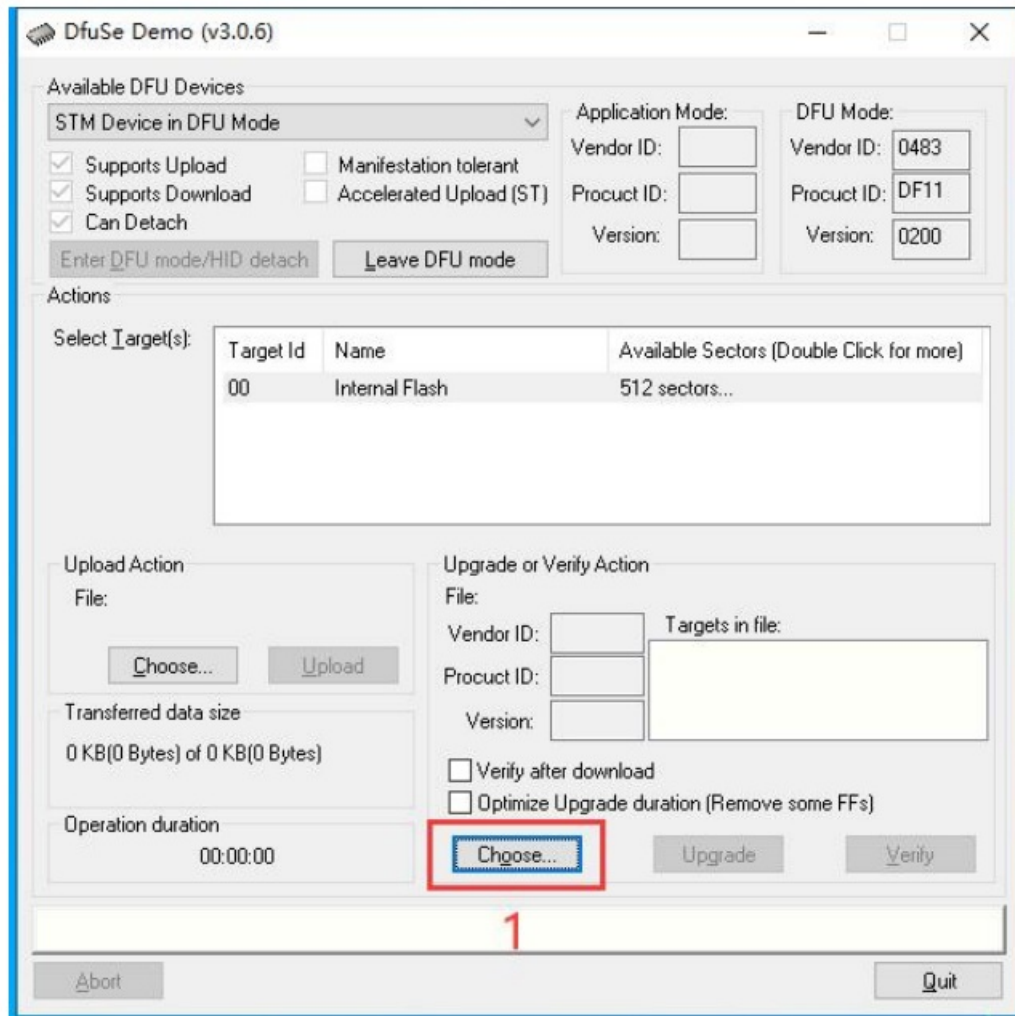 DfuSe Demo (v3.0.6)
Available DFU Devices
STM Device in DFU Mode
Supports Upload
Manifestation tolerant
Supports Download
Accelerated Upload (ST)
Can Detach
Enter DFU mode/HID detach
Leave DFU mode
Application Mode:
Vendor ID:
Procuct ID:
Version:
DFU Mode:
Vendor ID: 0483
Procuct ID: DF11
Version: 0200
Actions
Select Target(s):
Target Id Name Available Sectors (Double Click for more)
00 Internal Flash 512 sectors...
Upload Action
File:
Choose...
Upload
Transferred data size
0 KB(0 Bytes) of 0 KB(0 Bytes)
Operation duration
00:00:00
Upgrade or Verify Action
File:
Vendor ID:
Procuct ID:
Version:
Targets in file:
Verify after download
Optimize Upgrade duration (Remove some FFs)
Choose...
Upgrade
Verify
1
Abort
Quit